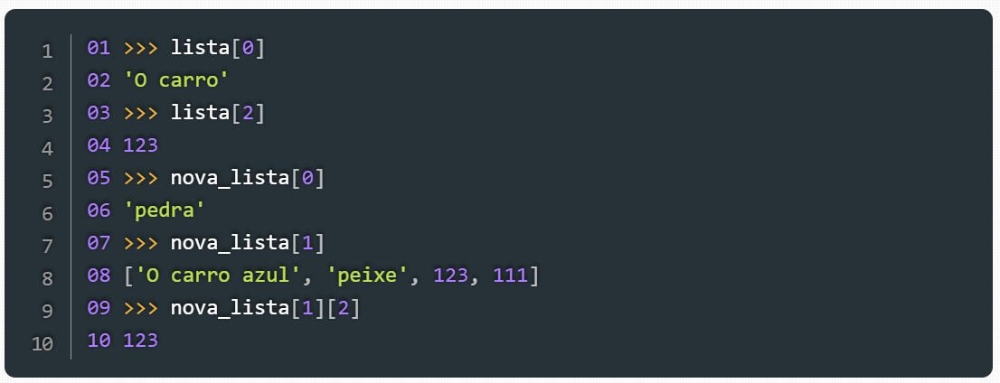 1 01 >>> lista[0]
2 02 'O carro'
3 03 >>> lista[2]
4 04 123
5 05 >>> nova_lista[0]
6 06 'pedra'
7 07 >>> nova_lista[1]
8 08 ['O carro azul', 'peixe', 123, 111]
9 09 >>> nova_lista[1][2]
10 10 123